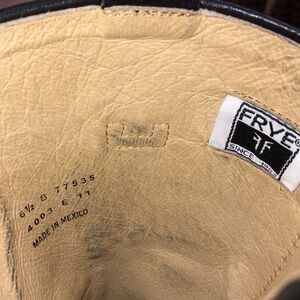 FRYE®
FF
SINCE
6½ B 77535
4003 E 11
MADE IN MEXICO